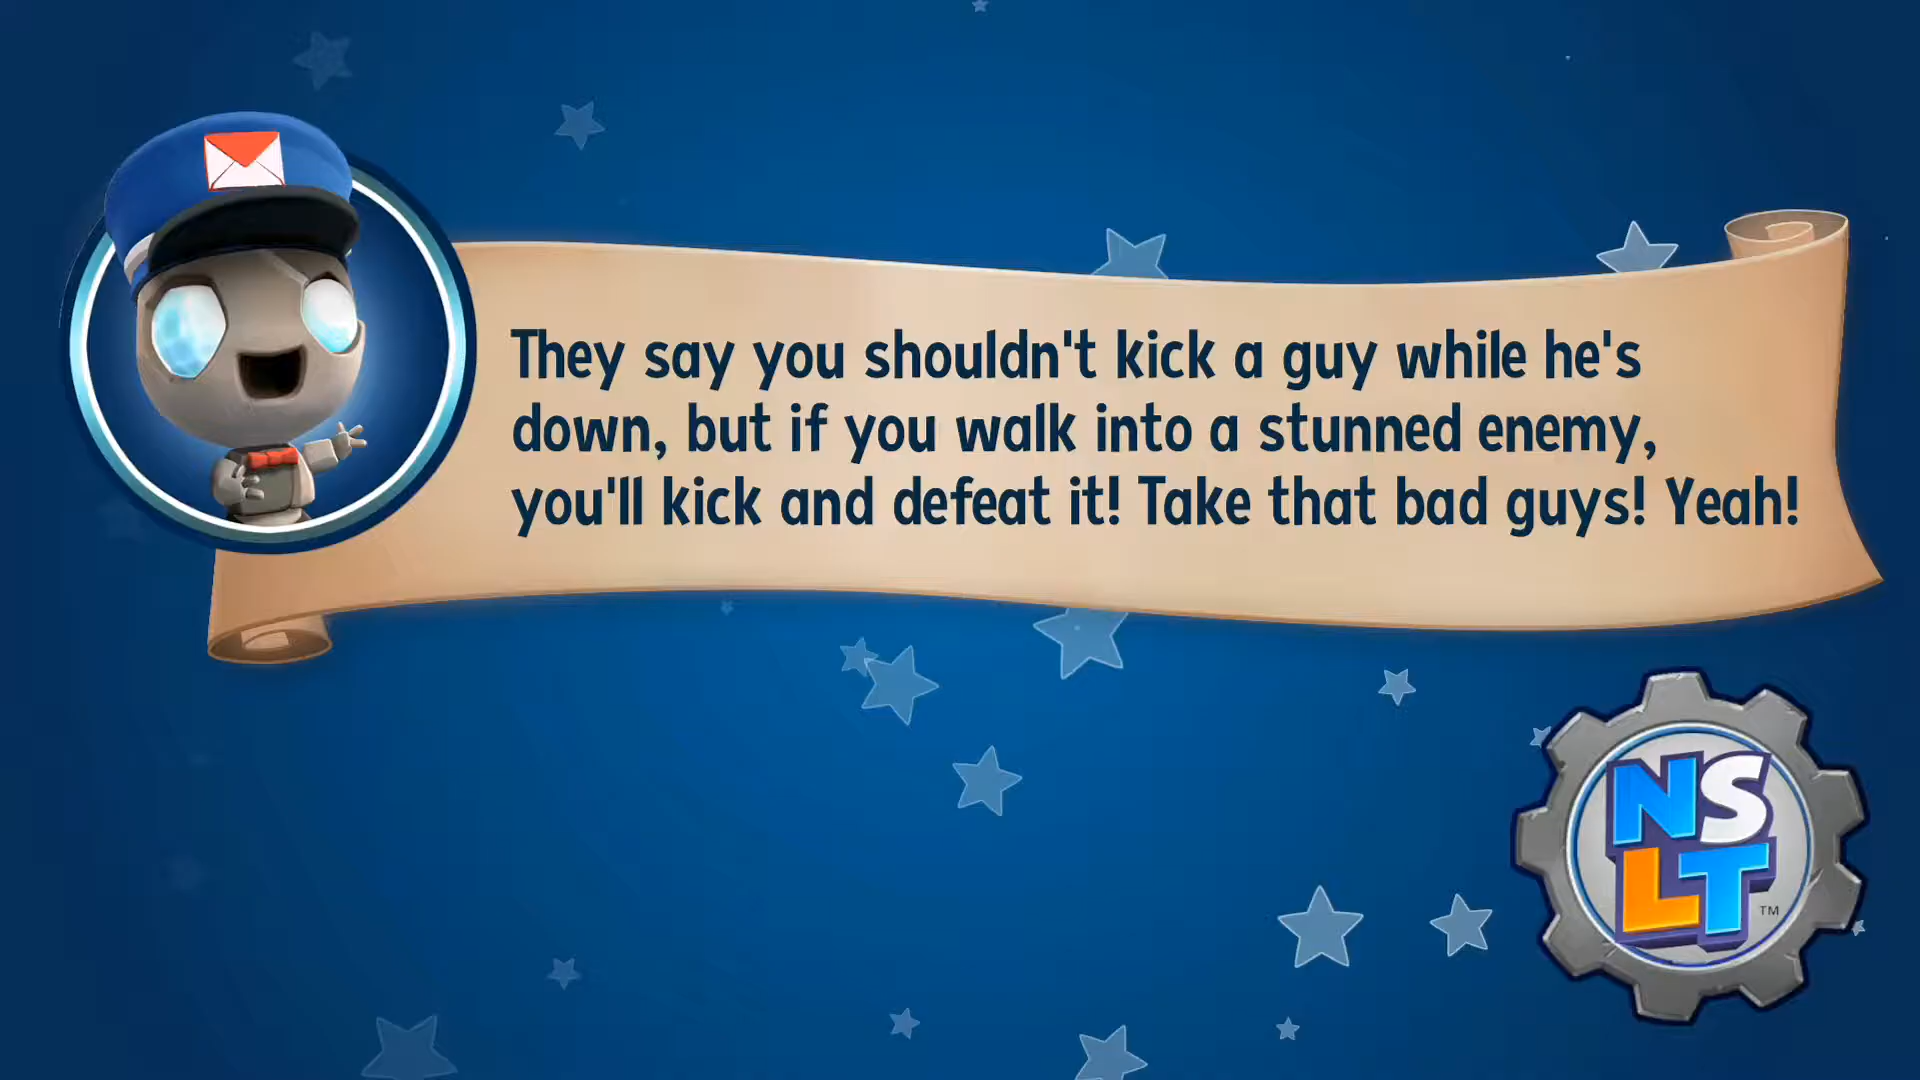 They say you shouldn't kick a guy while he's
down, but if you walk into a stunned enemy,
you'll kick and defeat it! Take that bad guys! Yeah!
NS
LT
TM